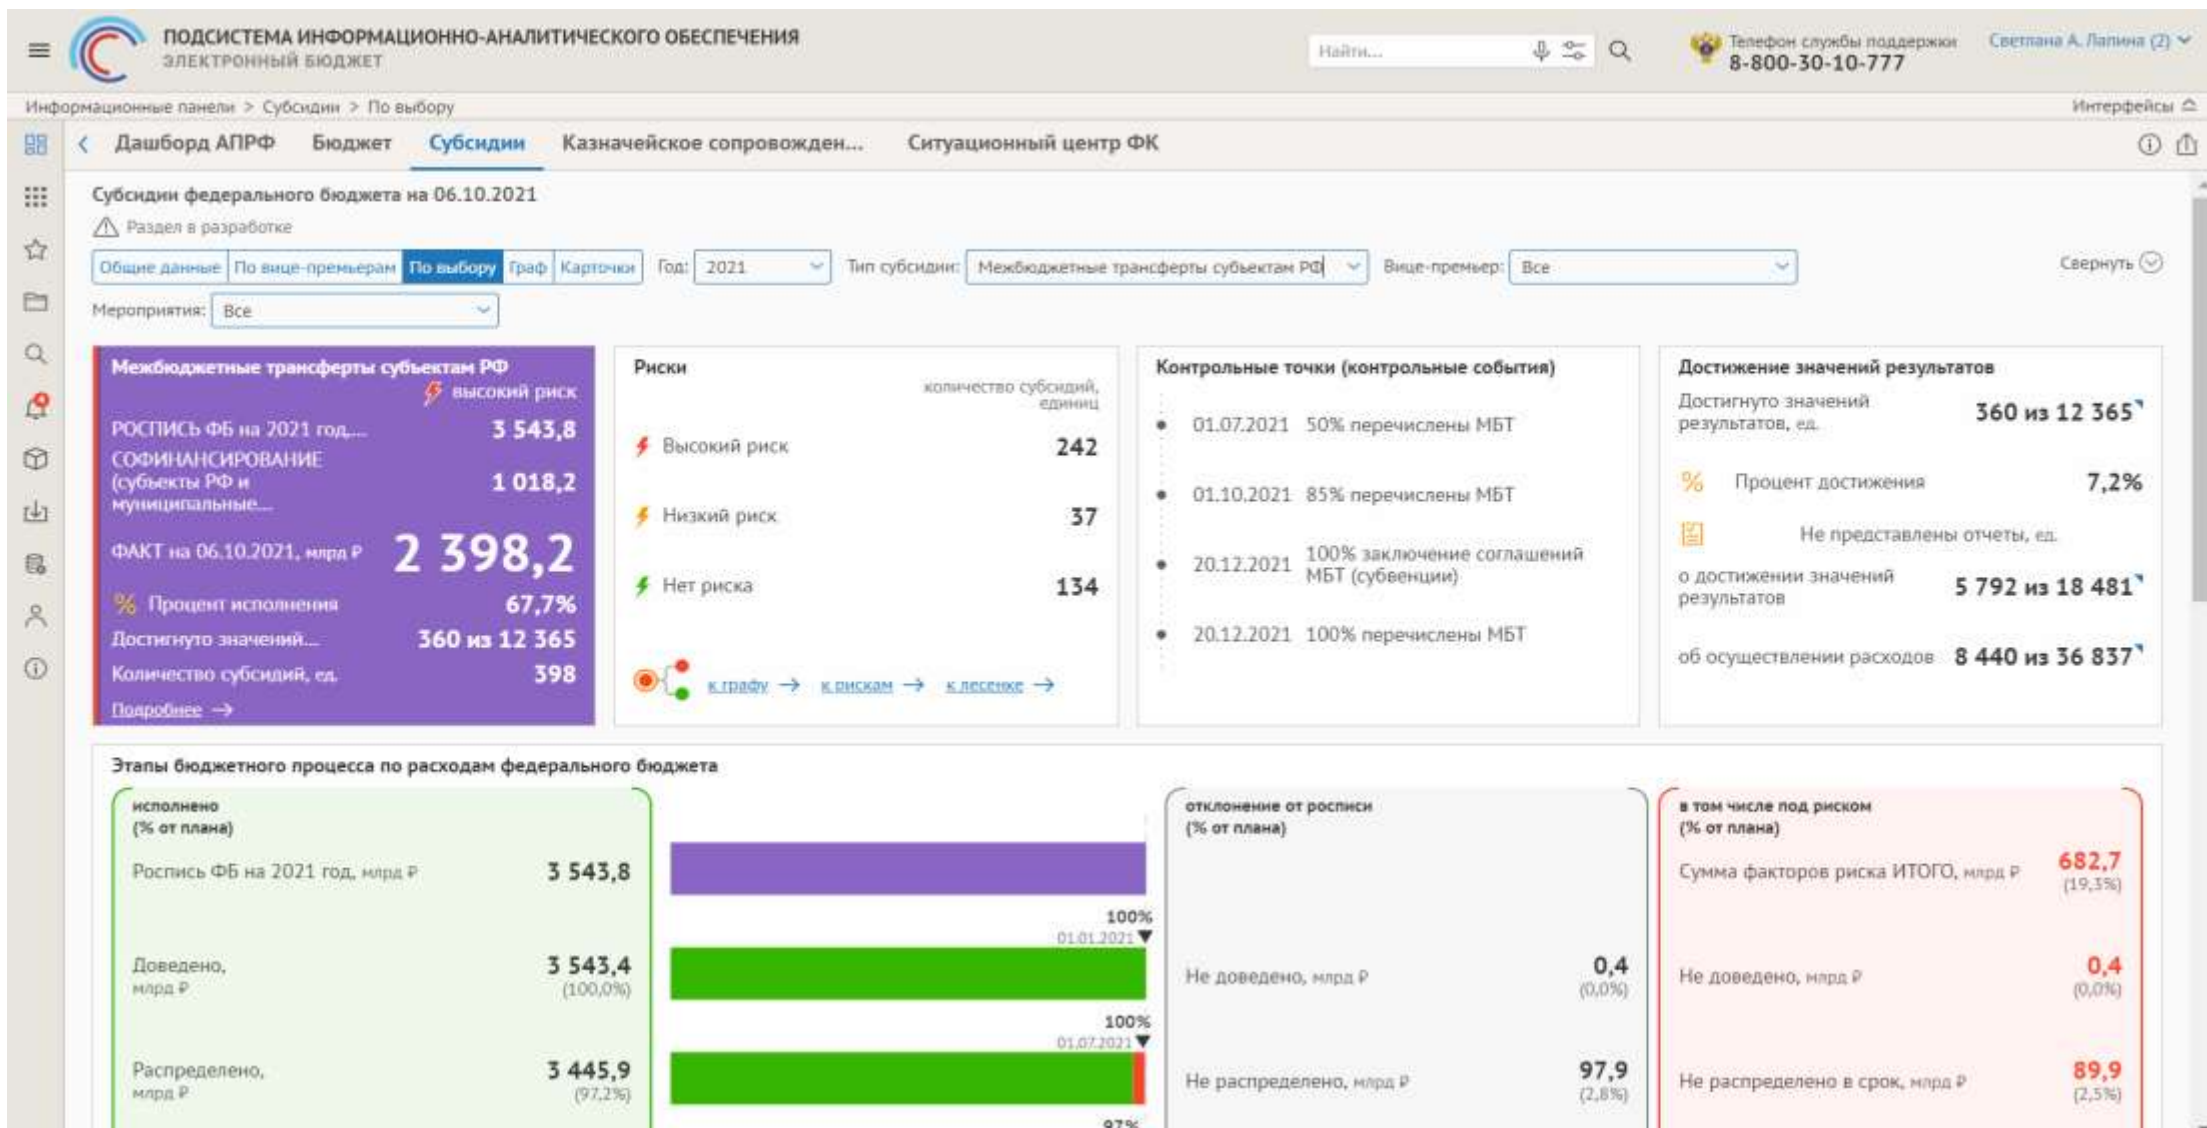 ПОДСИСТЕМА ИНФОРМАЦИОННО-АНАЛИТИЧЕСКОГО ОБЕСПЕЧЕНИЯ
ЭЛЕКТРОННЫЙ БЮДЖЕТ
Найти...
Телефон службы поддержки
8-800-30-10-777
Светлана А. Лапина (2)
Информационные панели > Субсидии > По выбору
Интерфейсы
Дашборд АПРФ
Бюджет
Субсидии
Казначейское сопровожден...
Ситуационный центр ФК
Субсидии федерального бюджета на 06.10.2021
Раздел в разработке
Общие данные
По вице-премьерам
По выбору
Граф
Карточки
Год: 2021
Тип субсидии: Межбюджетные трансферты субъектам РФ
Вице-премьер: Все
Свернуть
Мероприятия: Все
Межбюджетные трансферты субъектам РФ
высокий риск
РОСПИСЬ ФБ на 2021 год,... 3 543,8
СОФИНАНСИРОВАНИЕ
(субъекты РФ и 1 018,2
муниципальные...
ФАКТ на 06.10.2021, млрд ₽ 2 398,2
% Процент исполнения 67,7%
Достигнуто значений... 360 из 12 365
Количество субсидий, ед. 398
Подробнее →
Риски
количество субсидий,
единиц
Высокий риск 242
Низкий риск 37
Нет риска 134
к графу → к рискам → к лесенке →
Контрольные точки (контрольные события)
01.07.2021 50% перечислены МБТ
01.10.2021 85% перечислены МБТ
20.12.2021 100% заключение соглашений
МБТ (субвенции)
20.12.2021 100% перечислены МБТ
Достижение значений результатов
Достигнуто значений
результатов, ед. 360 из 12 365
% Процент достижения 7,2%
Не представлены отчеты, ед.
о достижении значений
результатов 5 792 из 18 481
об осуществлении расходов 8 440 из 36 837
Этапы бюджетного процесса по расходам федерального бюджета
исполнено
(% от плана)
Роспись ФБ на 2021 год, млрд ₽ 3 543,8
Доведено, 3 543,4
млрд ₽ (100,0%)
Распределено, 3 445,9
млрд ₽ (97,2%)
100%
01.01.2021
100%
01.07.2021
97%
отклонение от росписи
(% от плана)
Не доведено, млрд ₽ 0,4
(0,0%)
Не распределено, млрд ₽ 97,9
(2,8%)
в том числе под риском
(% от плана)
Сумма факторов риска ИТОГО, млрд ₽ 682,7
(19,3%)
Не доведено, млрд ₽ 0,4
(0,0%)
Не распределено в срок, млрд ₽ 89,9
(2,5%)